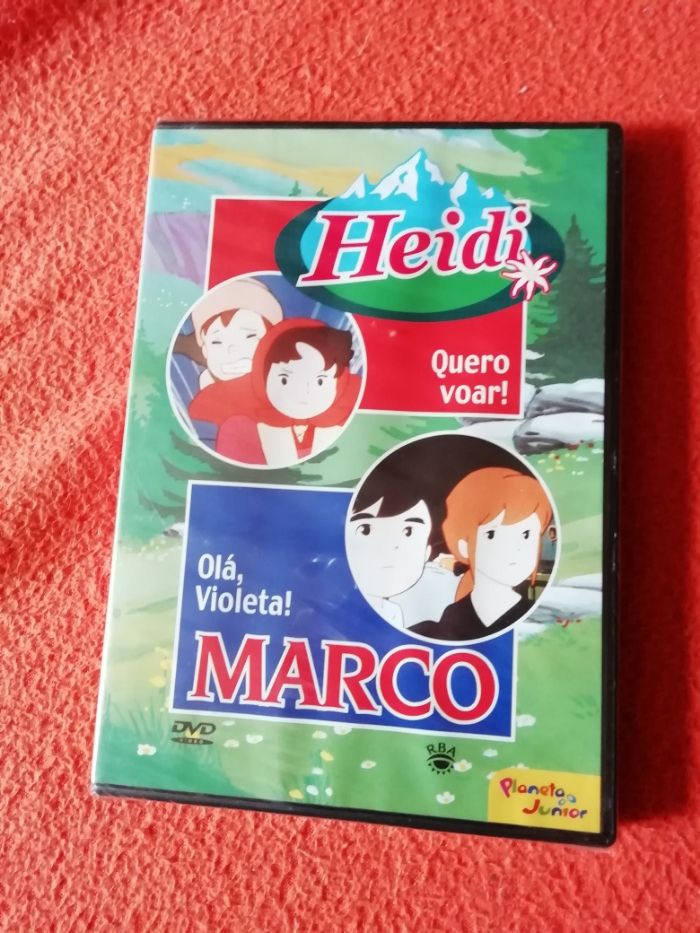 Heidi
Quero
voar!
Olá,
Violeta!
MARCO
DVD
VIDEO
RBA
Planeta
Junior